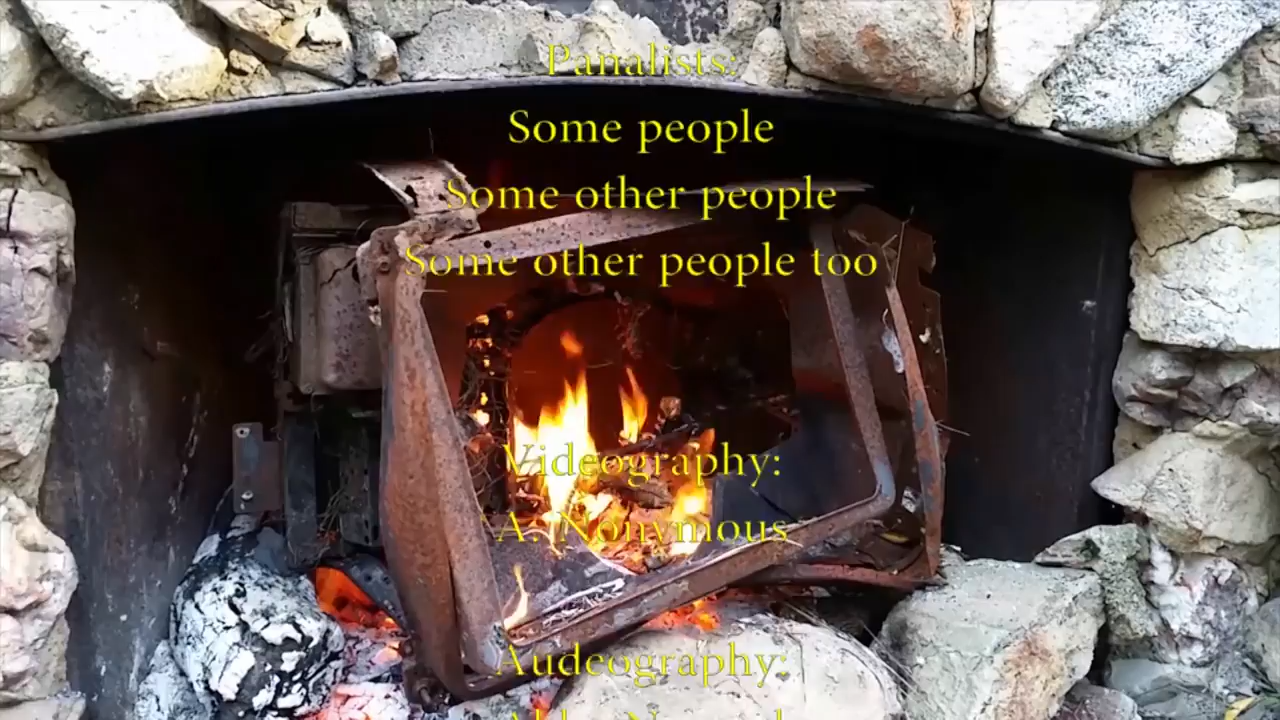 Panalists:
Some people
Some other people
Some other people too
Videography:
A. Nonymous
Audeography: